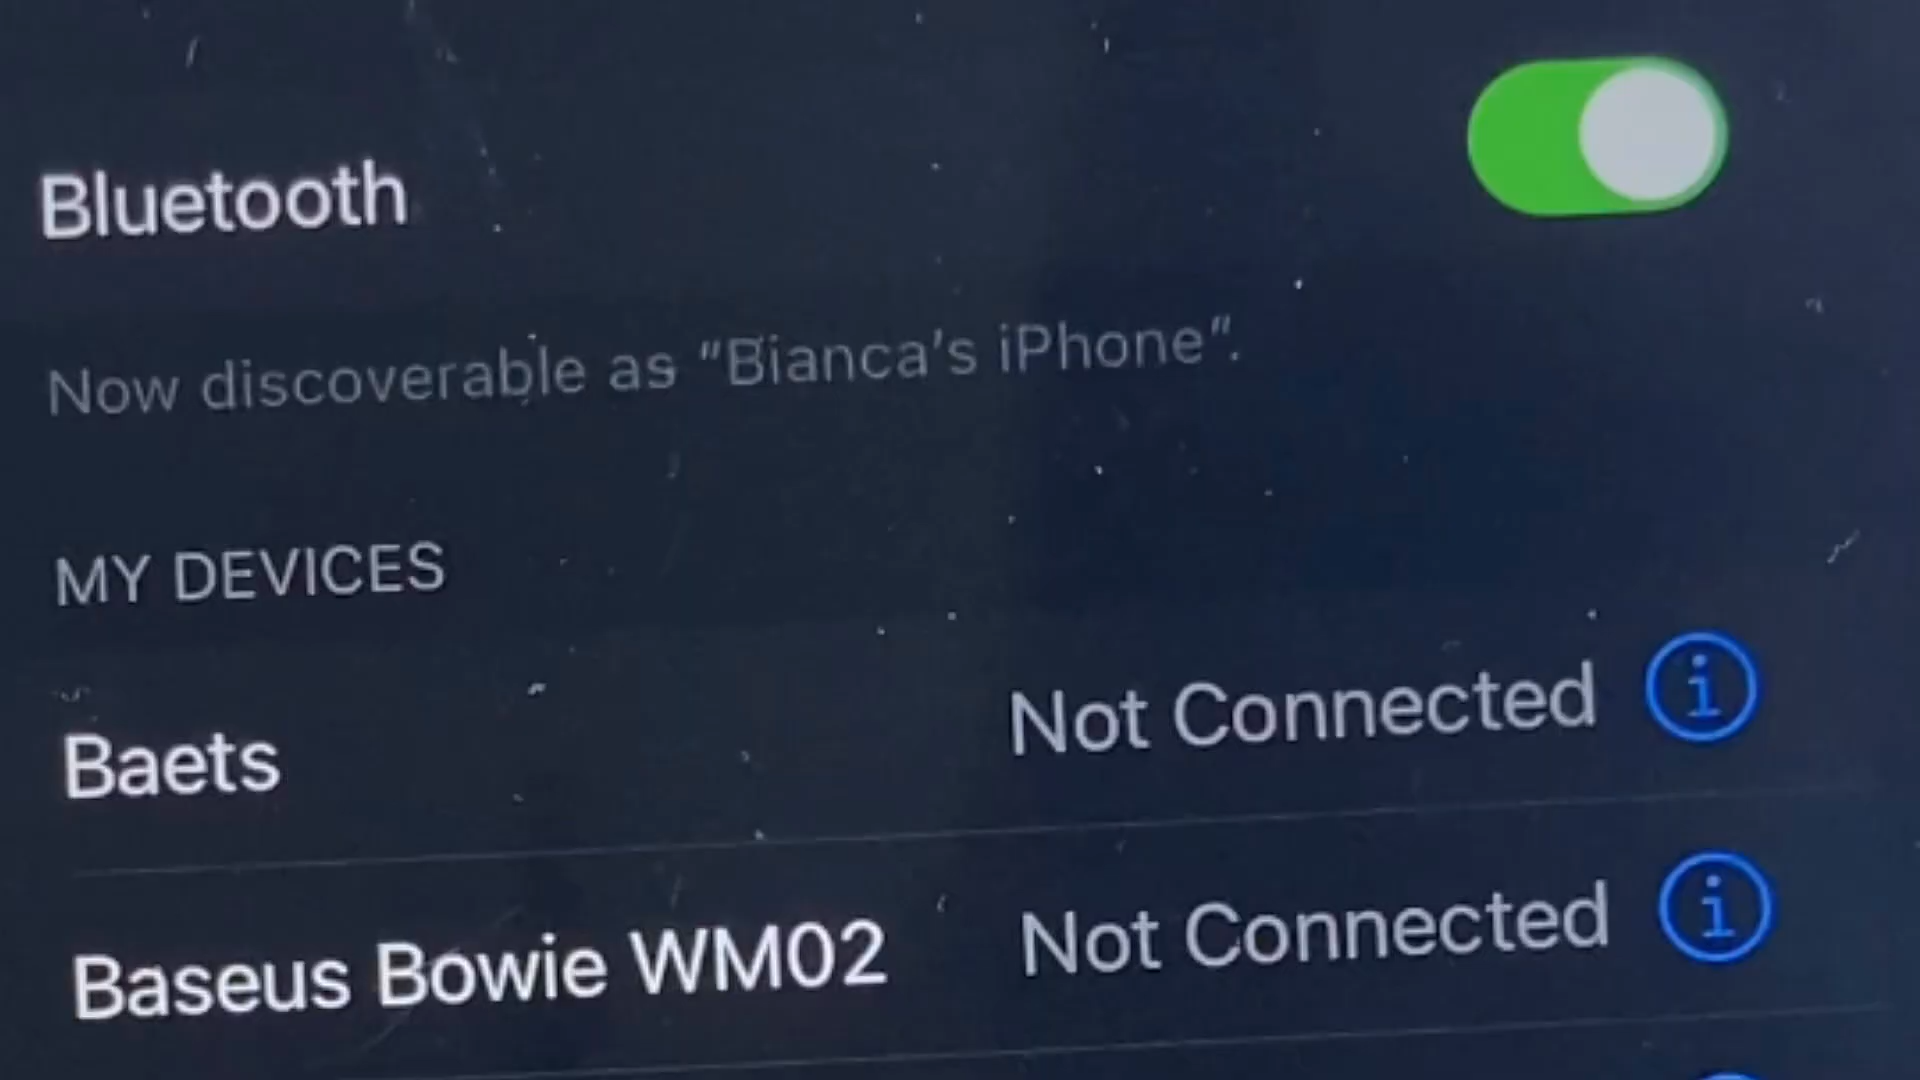 Bluetooth
Now discoverable as "Bianca's iPhone".
MY DEVICES
Baets Not Connected
Baseus Bowie WM02 Not Connected